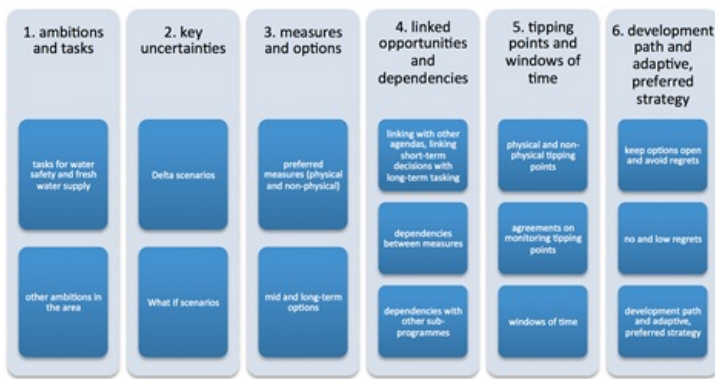 1. ambitions
and tasks
tasks for water
safety and fresh
water supply
other ambitions in
the area
2. key
uncertainties
Delta scenarios
What if scenarios
3. measures
and options
preferred
measures (physical
and non-physical)
mid and long-term
options
4. linked
opportunities
and
dependencies
linking with other
agendas, linking
short-term
decisions with
long-term tasking
dependencies
between measures
dependencies with
other sub-
programmes
5. tipping
points and
windows of
time
physical and non-
physical tipping
points
agreements on
monitoring tipping
points
windows of time
6. development
path and
adaptive,
preferred
strategy
keep options open
and avoid regrets
no and low regrets
development path
and adaptive,
preferred strategy